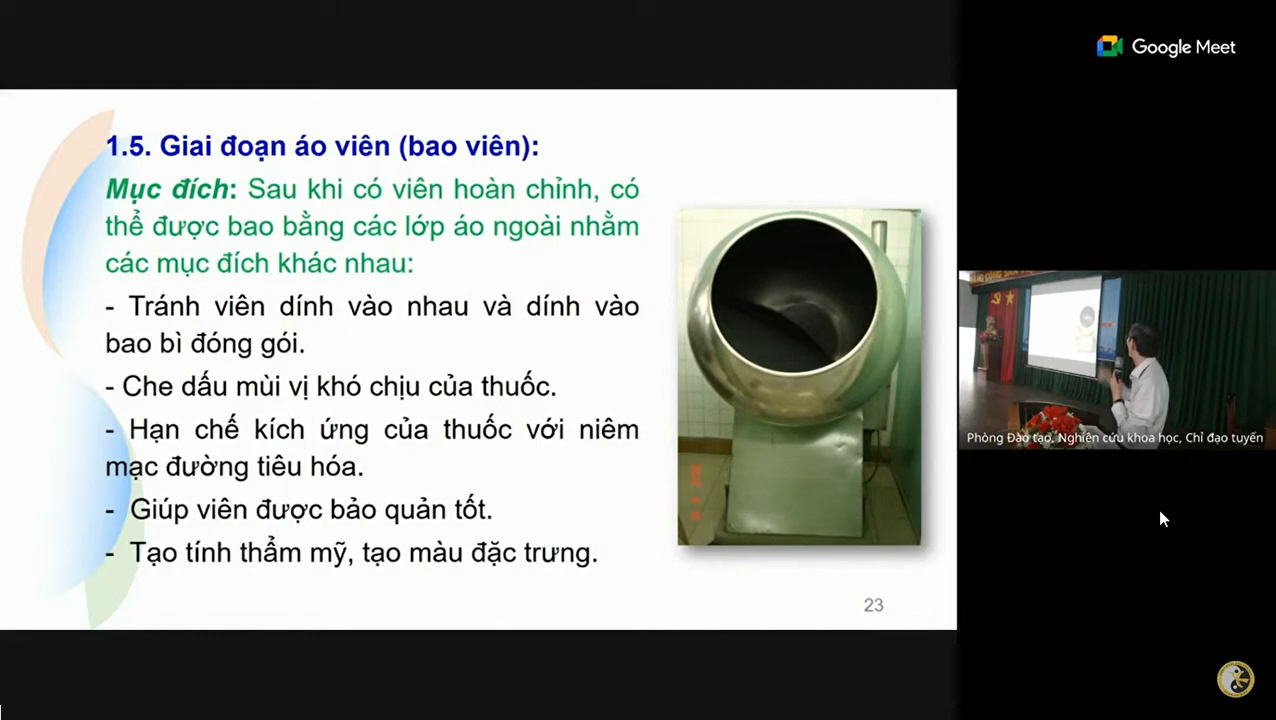 Google Meet
1.5. Giai đoạn áo viên (bao viên):
Mục đích: Sau khi có viên hoàn chỉnh, có
thể được bao bằng các lớp áo ngoài nhằm
các mục đích khác nhau:
- Tránh viên dính vào nhau và dính vào
bao bì đóng gói.
- Che dấu mùi vị khó chịu của thuốc.
- Hạn chế kích ứng của thuốc với niêm
mạc đường tiêu hóa.
- Giúp viên được bảo quản tốt.
- Tạo tính thẩm mỹ, tạo màu đặc trưng.
23
Phòng Đào tạo, Nghiên cứu khoa học, Chỉ đạo tuyến